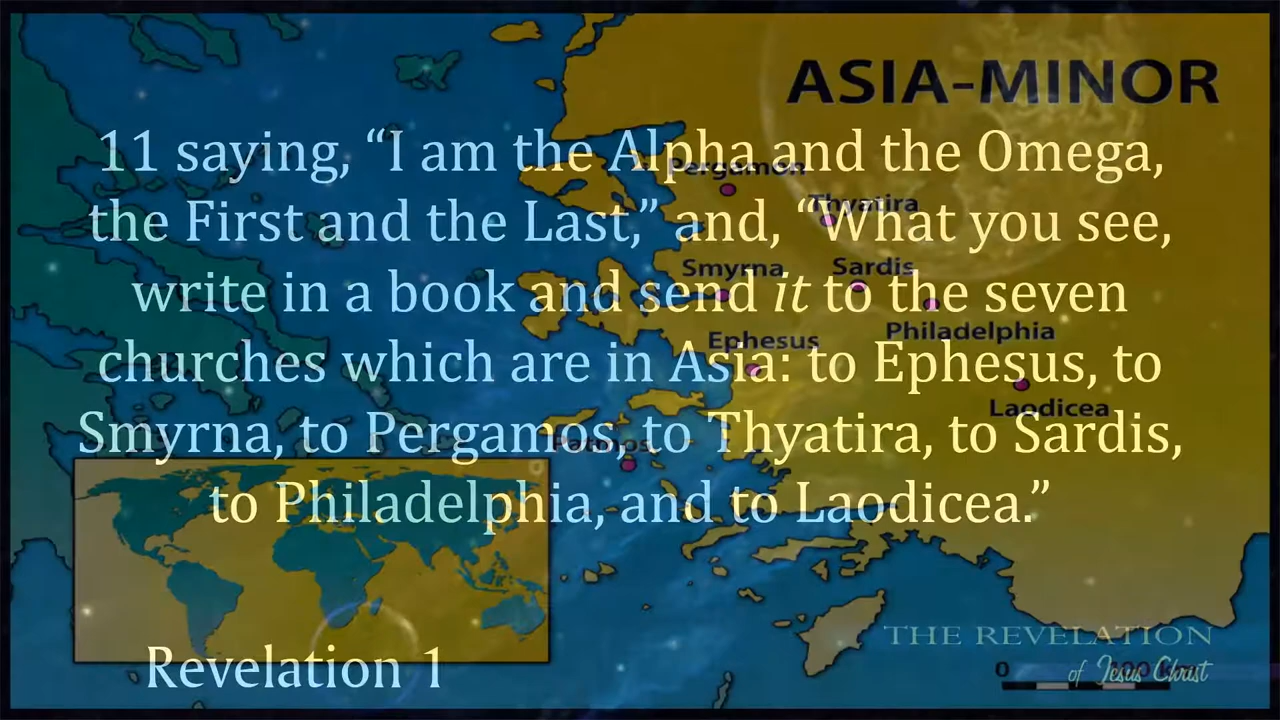 ASIA-MINOR
11 saying, “I am the Alpha and the Omega,
the First and the Last,” and, “What you see,
write in a book and send it to the seven
churches which are in Asia: to Ephesus, to
Smyrna, to Pergamos, to Thyatira, to Sardis,
to Philadelphia, and to Laodicea.”
Revelation 1
Pergamon
Thyatira
Smyrna
Sardis
Philadelphia
Ephesus
Laodicea
Patmos
THE REVELATION
of Jesus Christ
0